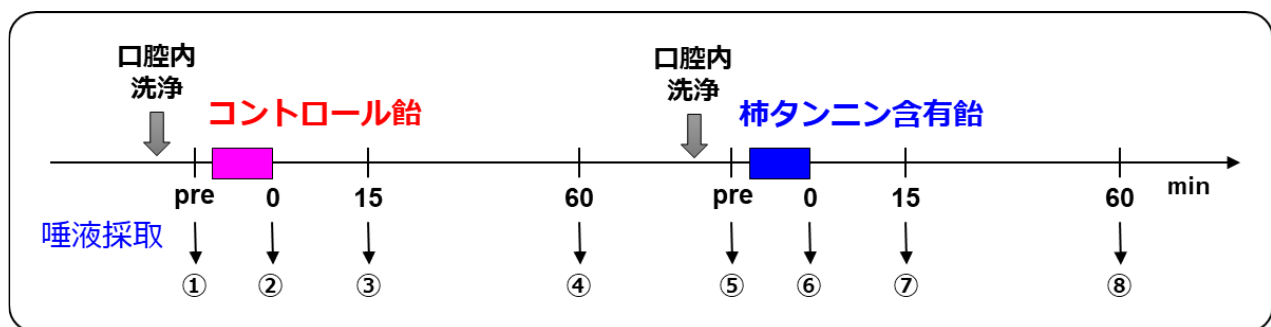 口腔内
洗浄
コントロール飴
口腔内
洗浄
柿タンニン含有飴
pre 0 15 60 pre 0 15 60 min
唾液採取
① ② ③ ④ ⑤ ⑥ ⑦ ⑧